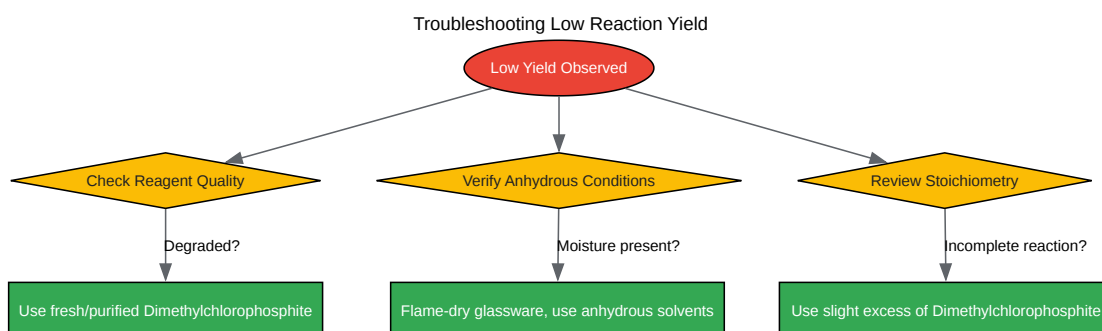 Troubleshooting Low Reaction Yield
Low Yield Observed
Check Reagent Quality
Verify Anhydrous Conditions
Review Stoichiometry
Degraded?
Moisture present?
Incomplete reaction?
Use fresh/purified Dimethylchlorophosphite
Flame-dry glassware, use anhydrous solvents
Use slight excess of Dimethylchlorophosphite